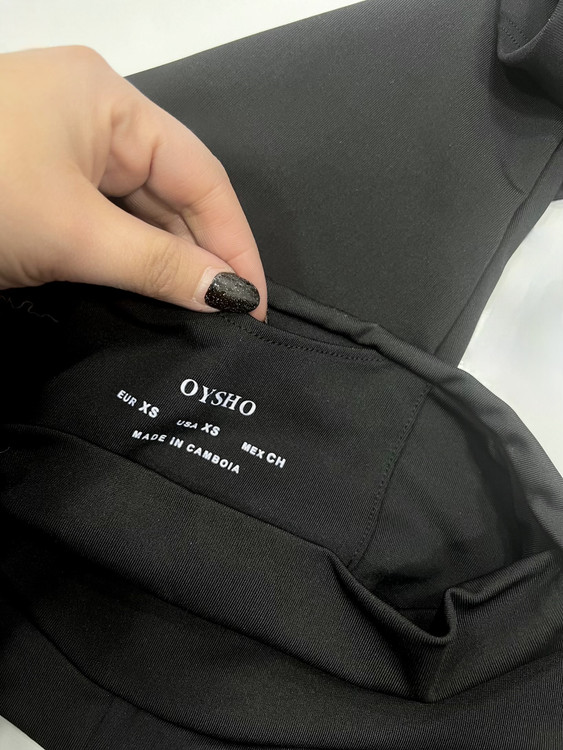 OYSHO
EUR XS USA XS MEX CH
MADE IN CAMBOIA